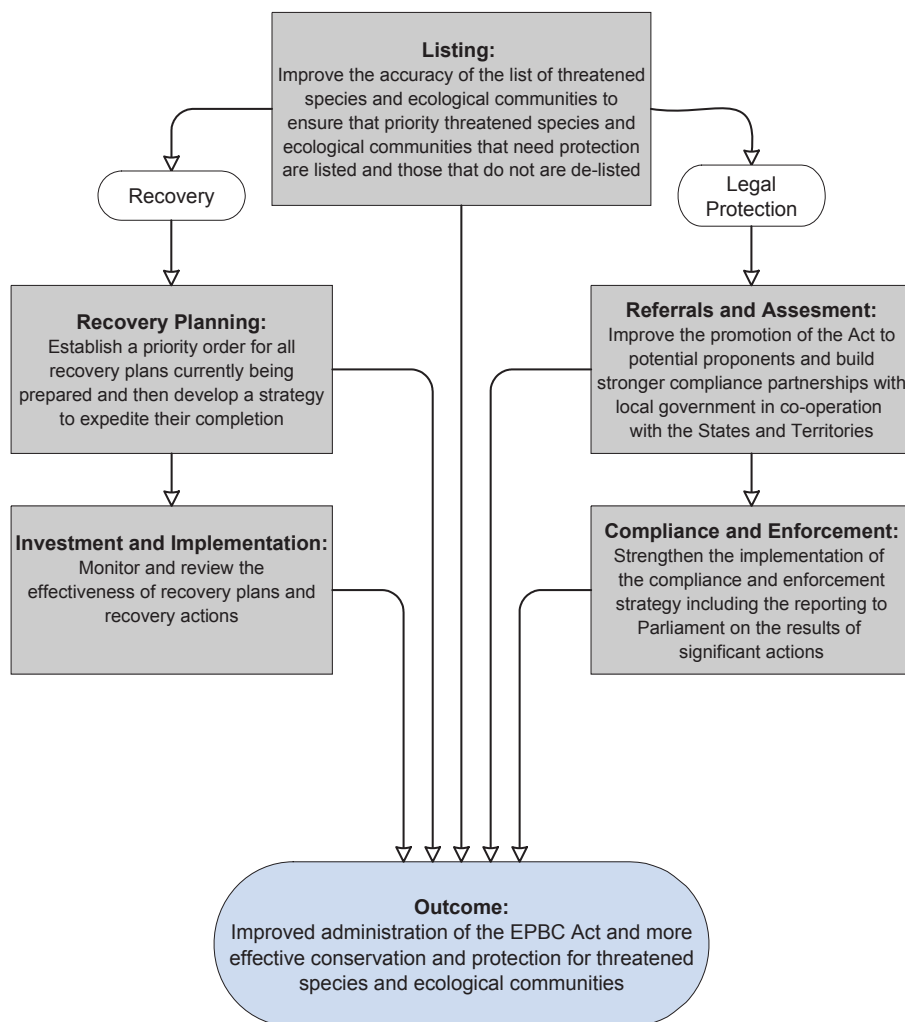 Listing:
Improve the accuracy of the list of threatened
species and ecological communities to
ensure that priority threatened species and
ecological communities that need protection
are listed and those that do not are de-listed
Recovery
Legal
Protection
Recovery Planning:
Establish a priority order for all
recovery plans currently being
prepared and then develop a strategy
to expedite their completion
Referrals and Assesment:
Improve the promotion of the Act to
potential proponents and build
stronger compliance partnerships with
local government in co-operation
with the States and Territories
Investment and Implementation:
Monitor and review the
effectiveness of recovery plans and
recovery actions
Compliance and Enforcement:
Strengthen the implementation of
the compliance and enforcement
strategy including the reporting to
Parliament on the results of
significant actions
Outcome:
Improved administration of the EPBC Act and more
effective conservation and protection for threatened
species and ecological communities